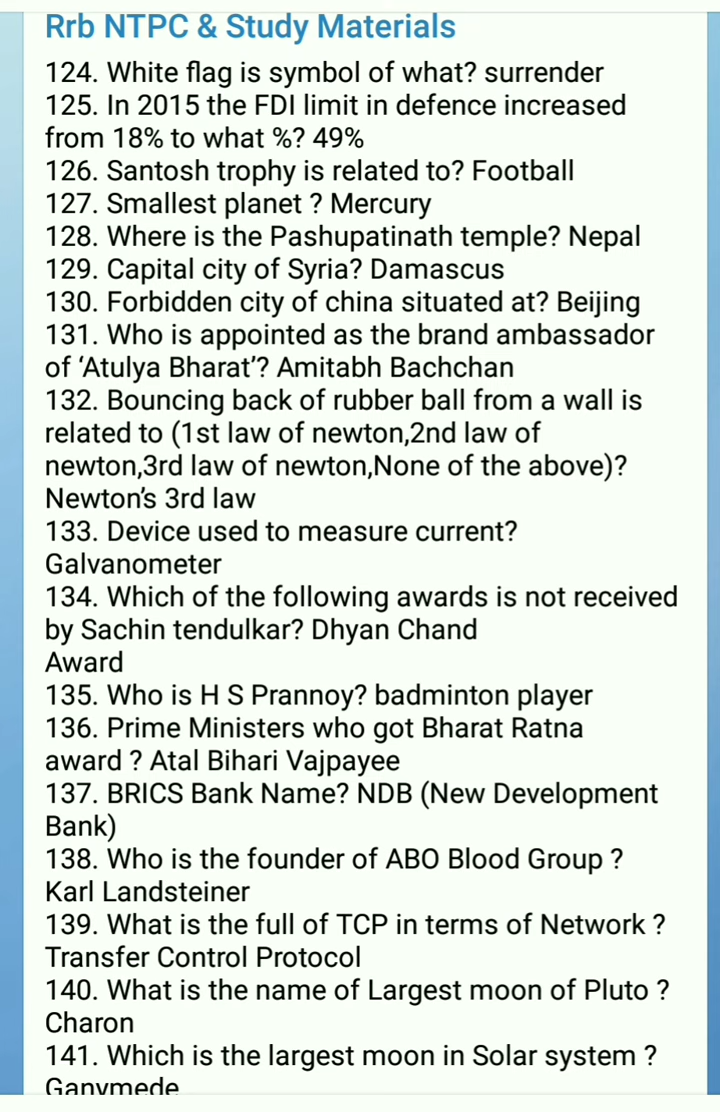 Rrb NTPC & Study Materials
124. White flag is symbol of what? surrender
125. In 2015 the FDI limit in defence increased
from 18% to what %? 49%
126. Santosh trophy is related to? Football
127. Smallest planet ? Mercury
128. Where is the Pashupatinath temple? Nepal
129. Capital city of Syria? Damascus
130. Forbidden city of china situated at? Beijing
131. Who is appointed as the brand ambassador
of ‘Atulya Bharat’? Amitabh Bachchan
132. Bouncing back of rubber ball from a wall is
related to (1st law of newton,2nd law of
newton,3rd law of newton,None of the above)?
Newton’s 3rd law
133. Device used to measure current?
Galvanometer
134. Which of the following awards is not received
by Sachin tendulkar? Dhyan Chand
Award
135. Who is H S Prannoy? badminton player
136. Prime Ministers who got Bharat Ratna
award ? Atal Bihari Vajpayee
137. BRICS Bank Name? NDB (New Development
Bank)
138. Who is the founder of ABO Blood Group ?
Karl Landsteiner
139. What is the full of TCP in terms of Network ?
Transfer Control Protocol
140. What is the name of Largest moon of Pluto ?
Charon
141. Which is the largest moon in Solar system ?
Ganymede